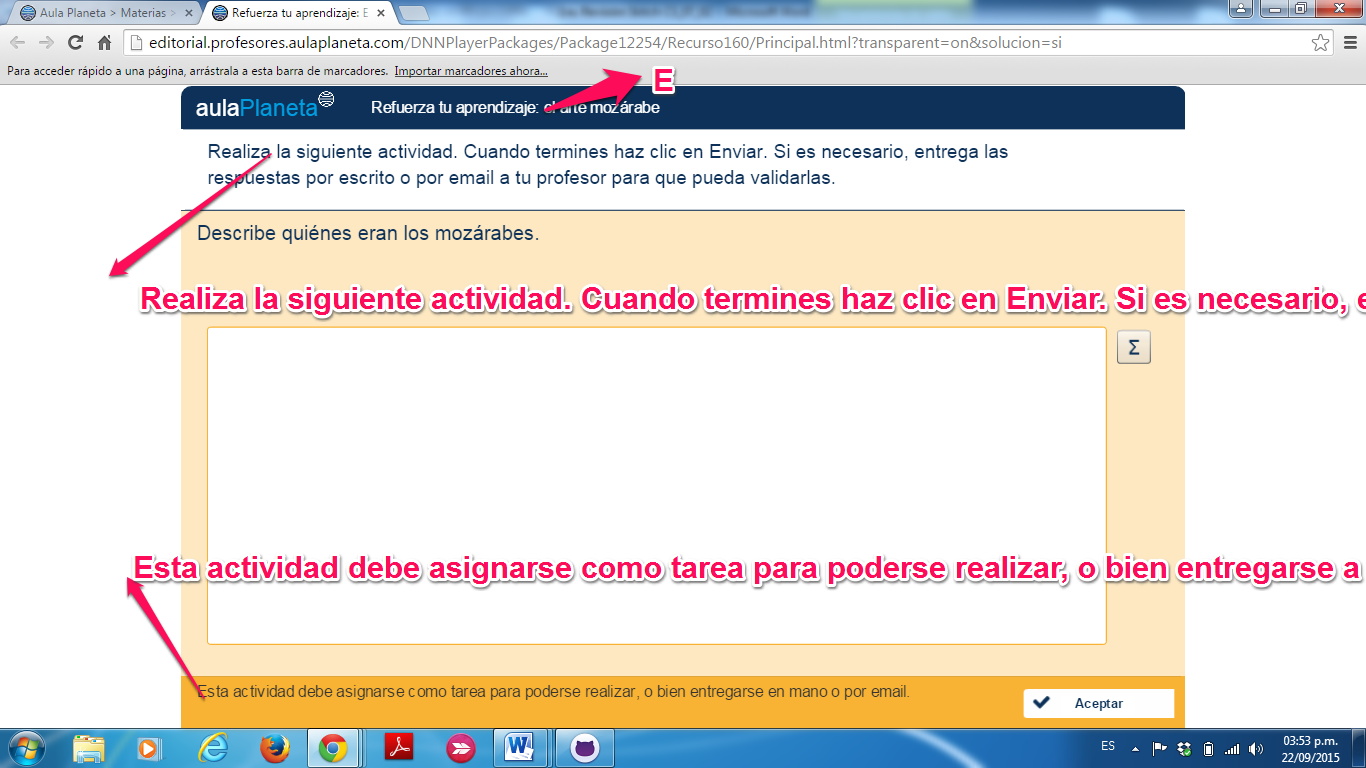 Aula Planeta > Materias >
Refuerza tu aprendizaje: E
editorial.profesores.aulaplaneta.com/DNNPlayerPackages/Package12254/Recurso160/Principal.html?transparent=on&solucion=si
Para acceder rápido a una página, arrástrala a esta barra de marcadores. Importar marcadores ahora...
E
aulaPlaneta
Refuerza tu aprendizaje: el arte mozárabe
Realiza la siguiente actividad. Cuando termines haz clic en Enviar. Si es necesario, entrega las
respuestas por escrito o por email a tu profesor para que pueda validarlas.
Describe quiénes eran los mozárabes.
Realiza la siguiente actividad. Cuando termines haz clic en Enviar. Si es necesario, e
Σ
Esta actividad debe asignarse como tarea para poderse realizar, o bien entregarse a
Esta actividad debe asignarse como tarea para poderse realizar, o bien entregarse en mano o por email.
Aceptar
ES
03:53 p.m.
22/09/2015